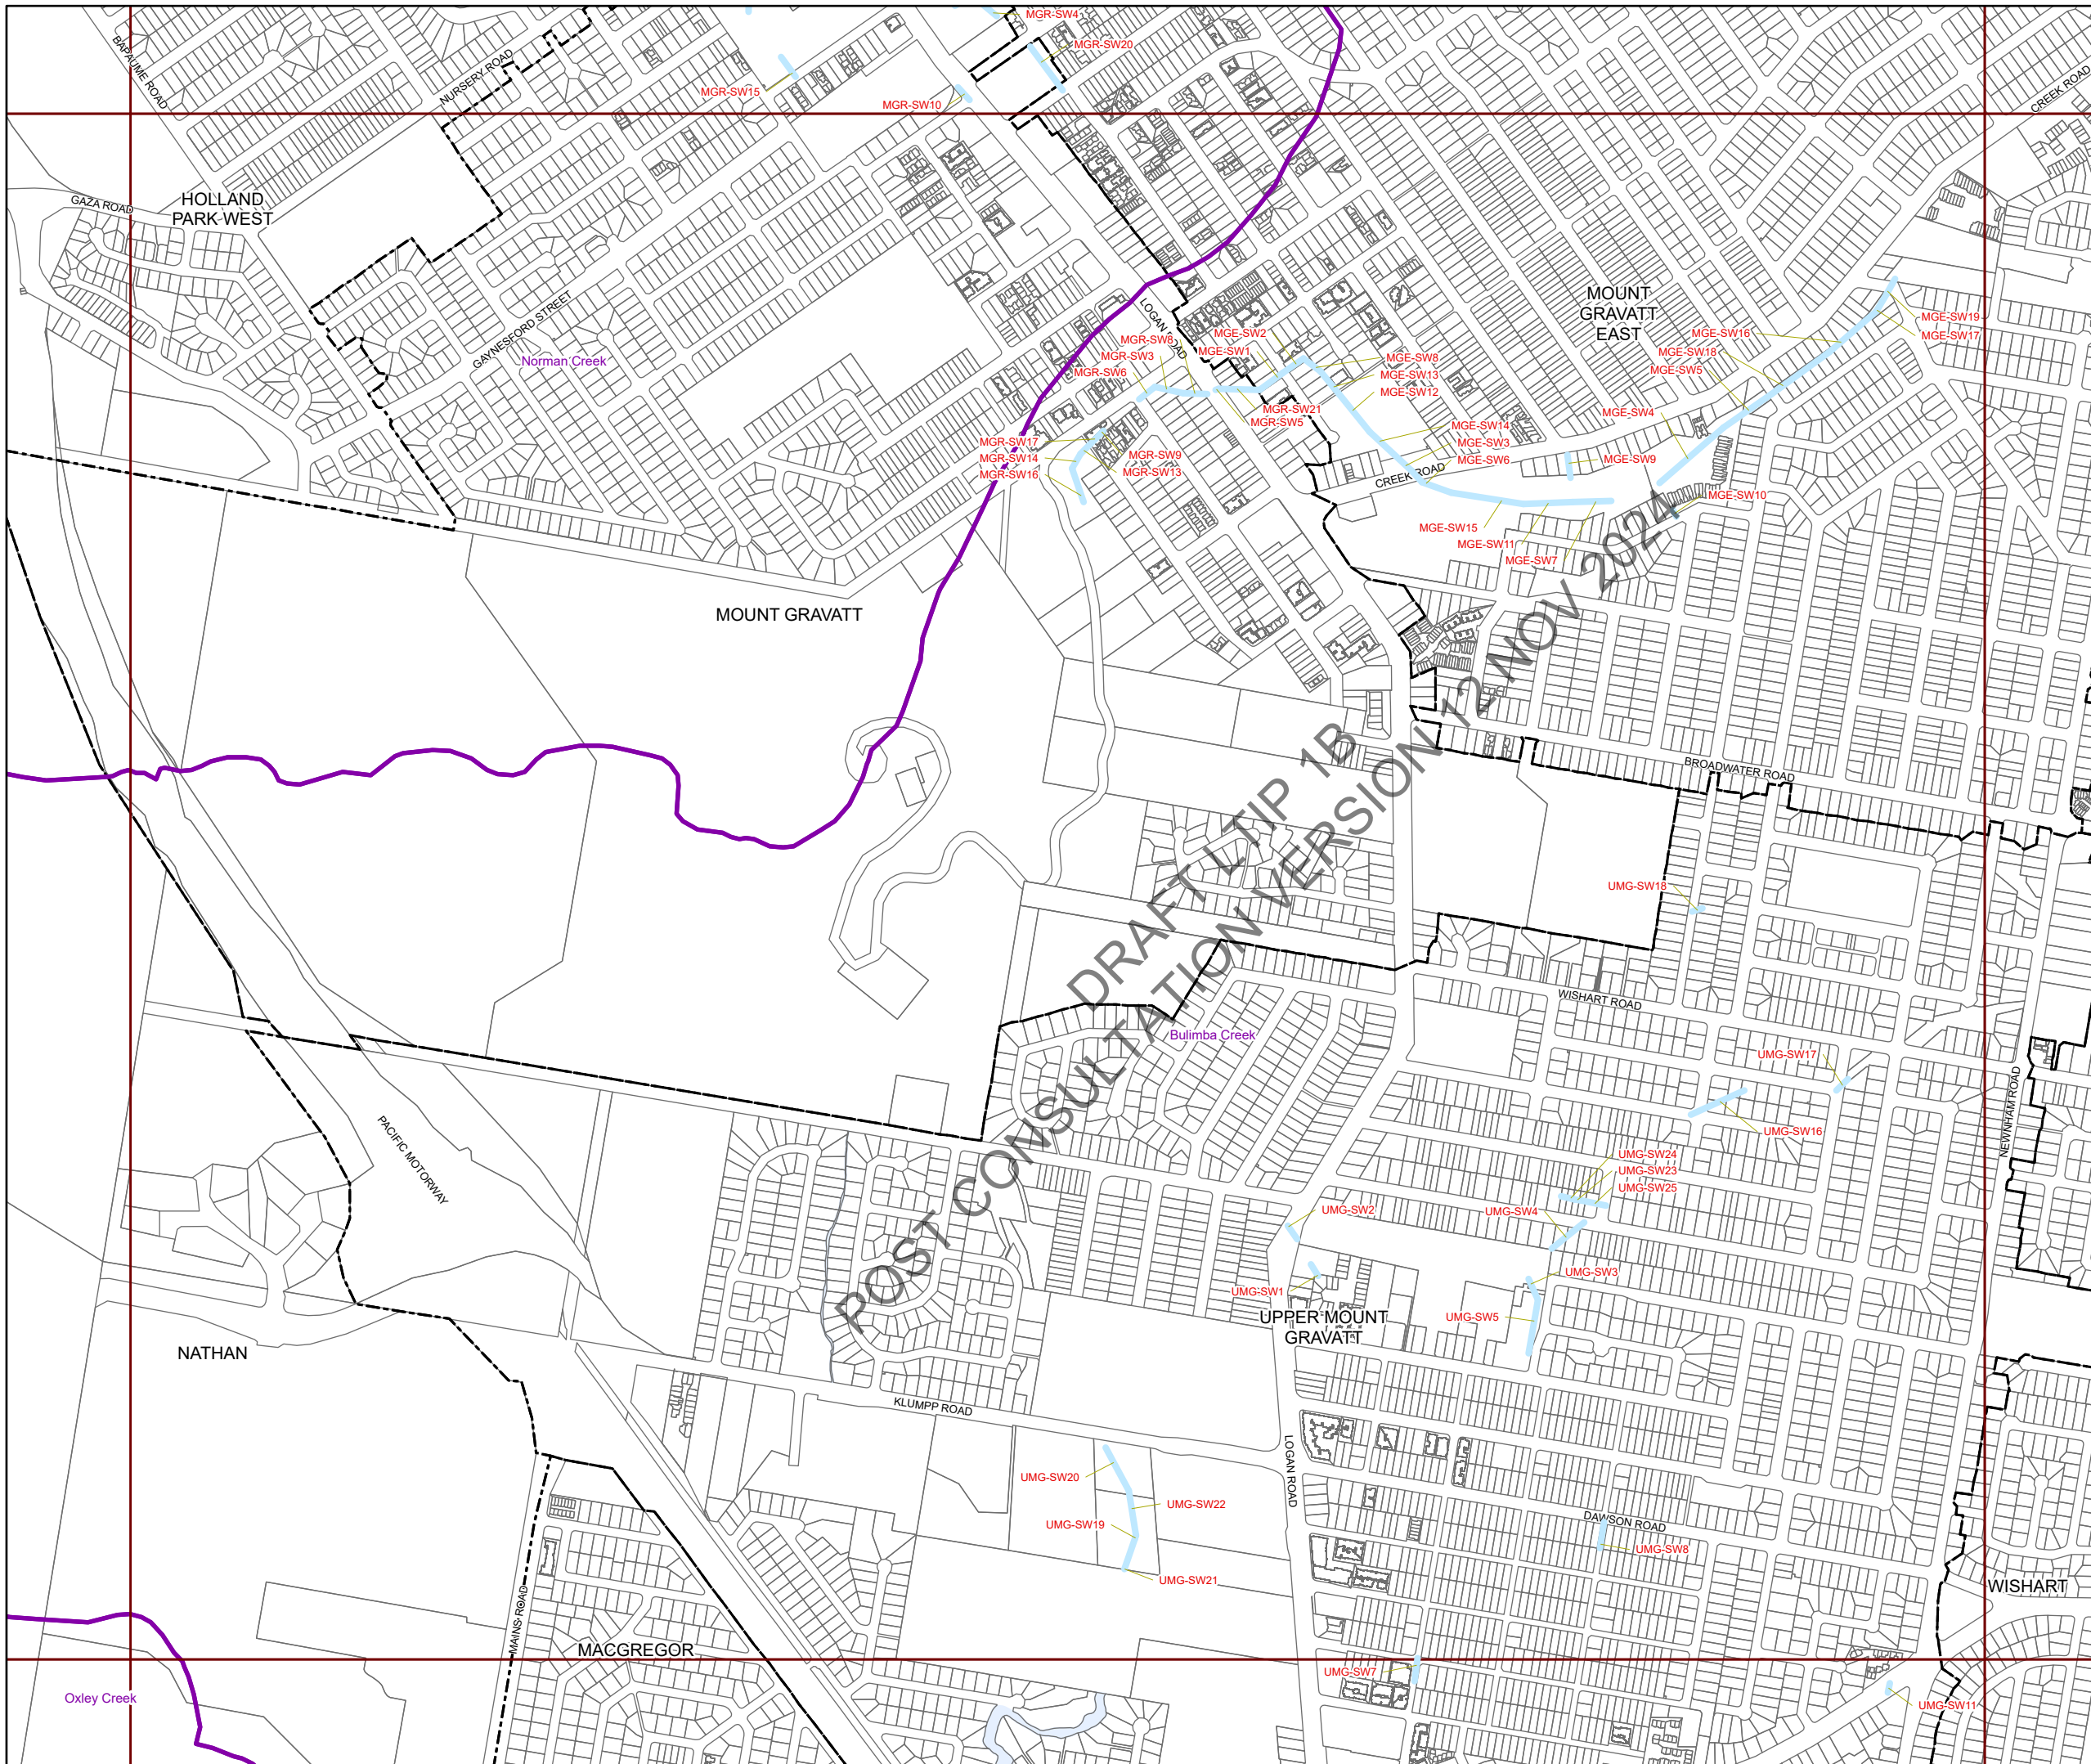 MGR-SW4
MGR-SW20
BAPAUME ROAD
NURSERY ROAD
MGR-SW15
MGR-SW10
CREEK ROAD
HOLLAND
PARK WEST
GAZA ROAD
MOUNT
GRAVATT
EAST
GAYNESFORD STREET
Norman Creek
LOGAN ROAD
MGR-SW8
MGR-SW3
MGR-SW6
MGE-SW2
MGE-SW1
MGE-SW8
MGE-SW13
MGE-SW12
MGE-SW16
MGE-SW18
MGE-SW5
MGE-SW19
MGE-SW17
MGE-SW4
MGR-SW21
MGR-SW5
MGE-SW14
MGE-SW3
MGE-SW6
MGE-SW9
MGR-SW17
MGR-SW14
MGR-SW16
MGR-SW9
MGR-SW13
CREEK ROAD
MGE-SW10
MGE-SW15
MGE-SW11
MGE-SW7
MOUNT GRAVATT
BROADWATER ROAD
DRAFT LTIP 1B
POST CONSULTATION VERSION 12 NOV 2024
UMG-SW18
WISHART ROAD
Bulimba Creek
UMG-SW17
UMG-SW16
NEWNHAM ROAD
PACIFIC MOTORWAY
UMG-SW24
UMG-SW23
UMG-SW25
UMG-SW4
UMG-SW2
UMG-SW3
UMG-SW1
UMG-SW5
UPPER MOUNT
GRAVATT
NATHAN
KLUMPP ROAD
LOGAN ROAD
UMG-SW20
UMG-SW22
UMG-SW19
UMG-SW21
DAWSON ROAD
UMG-SW8
WISHART
MAINS ROAD
MACGREGOR
UMG-SW7
Oxley Creek
UMG-SW11